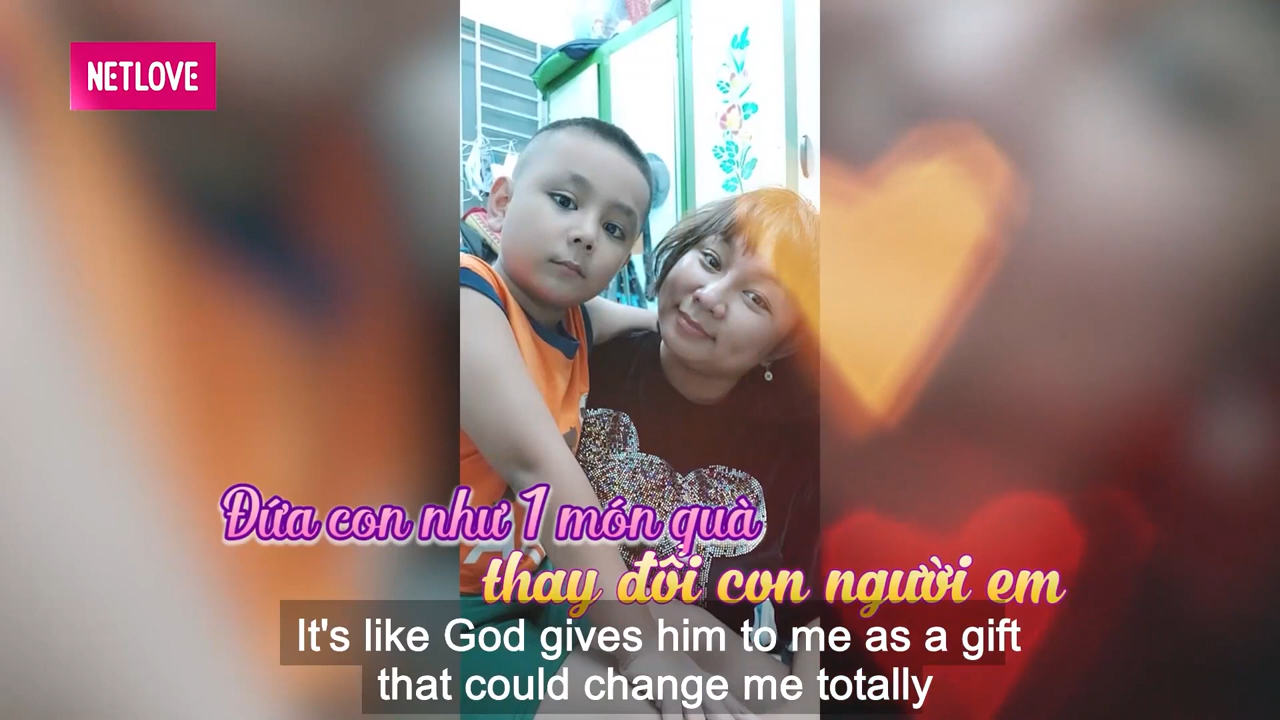 NETLOVE
Đứa con như 1 món quà
thay đổi con người em
It's like God gives him to me as a gift
that could change me totally